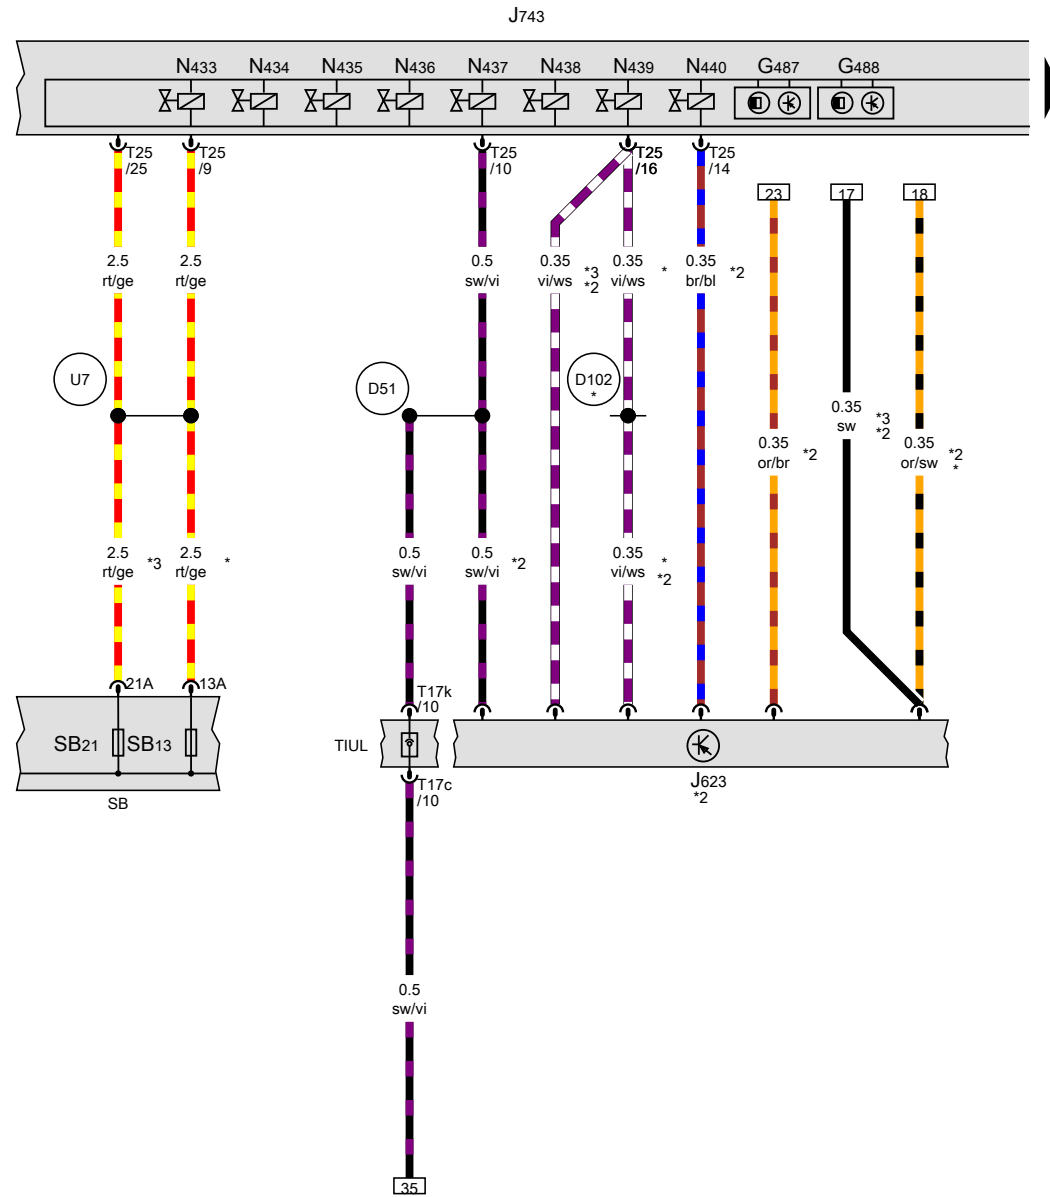 J743
N433 N434 N435 N436 N437 N438 N439 N440 G487 G488
T25 T25 T25 T25 T25
/25 /9 /10 /16 /14
23 17 18
2.5 2.5 0.5 0.35 0.35 0.35
rt/ge rt/ge sw/vi vi/ws *3 vi/ws * br/bl *2
*2
U7 D51 D102
*
0.35
sw *3
*2
0.35 0.35
or/br *2 or/sw *2
*
2.5 2.5 0.5 0.5 0.35
rt/ge *3 rt/ge * sw/vi sw/vi *2 vi/ws *
*2
21A 13A T17k
/10
SB21 SB13 TIUL
J623
*2
T17c
/10
SB
0.5
sw/vi
35